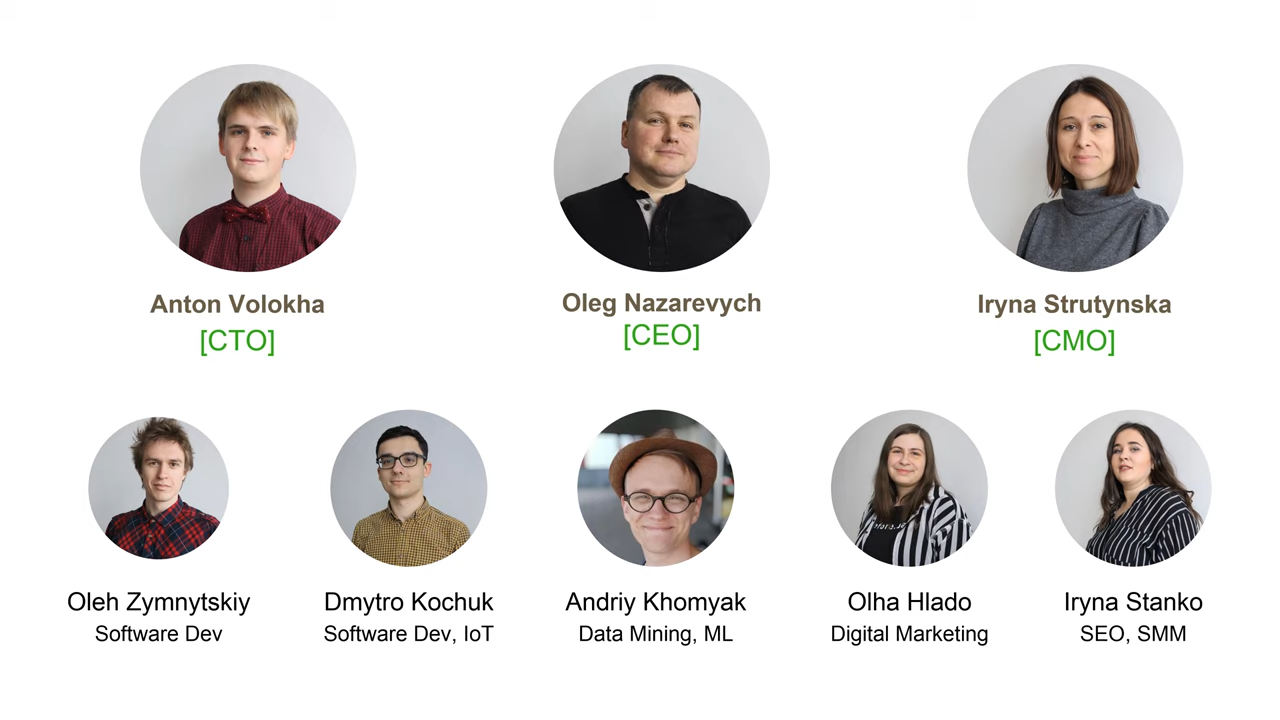 Anton Volokha
[CTO]
Oleg Nazarevych
[CEO]
Iryna Strutynska
[CMO]
Oleh Zymnytskiy
Software Dev
Dmytro Kochuk
Software Dev, IoT
Andriy Khomyak
Data Mining, ML
Olha Hlado
Digital Marketing
Iryna Stanko
SEO, SMM